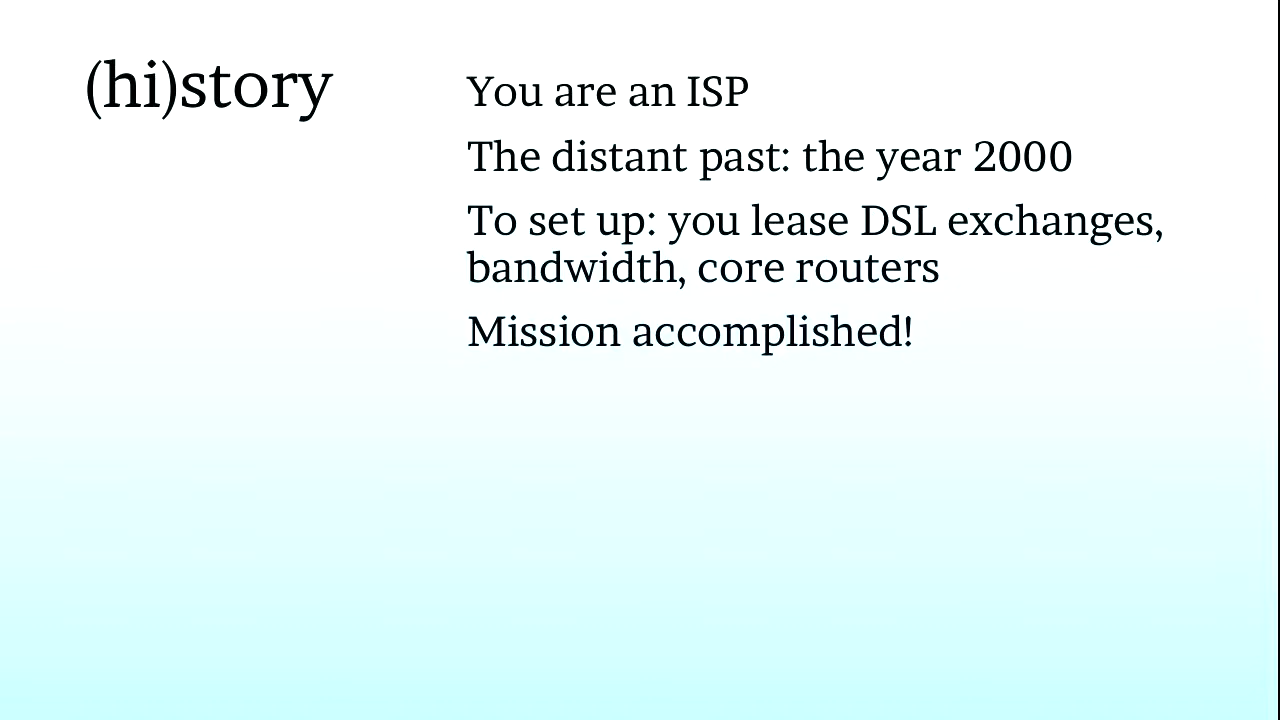 (hi)story
You are an ISP
The distant past: the year 2000
To set up: you lease DSL exchanges,
bandwidth, core routers
Mission accomplished!